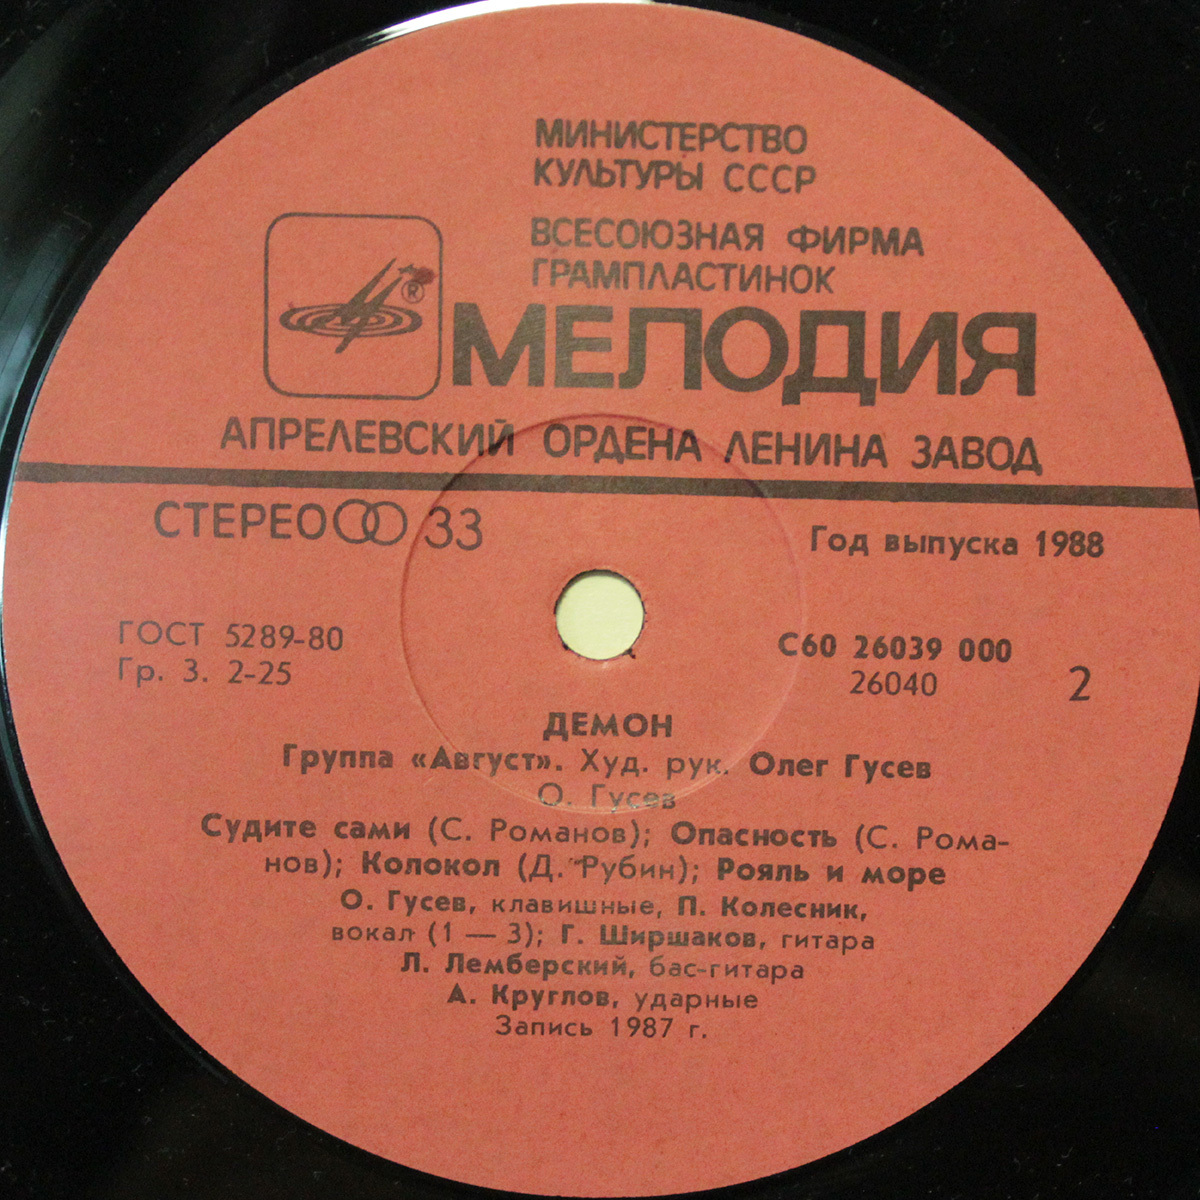 МИНИСТЕРСТВО
КУЛЬТУРЫ СССР
ВСЕСОЮЗНАЯ ФИРМА
ГРАМПЛАСТИНОК
®
МЕЛОДИЯ
АПРЕЛЕВСКИЙ ОРДЕНА ЛЕНИНА ЗАВОД
СТЕРЕО 33
Год выпуска 1988
ГОСТ 5289-80
Гр. 3. 2-25
С60 26039 000
26040
2
ДЕМОН
Группа «Август». Худ. рук. Олег Гусев
О. Гусев
Судите сами (С. Романов); Опасность (С. Рома-
нов); Колокол (Д. Рубин); Рояль и море
О. Гусев, клавишные, П. Колесник,
вокал (1 — 3); Г. Ширшаков, гитара
Л. Лемберский, бас-гитара
А. Круглов, ударные
Запись 1987 г.